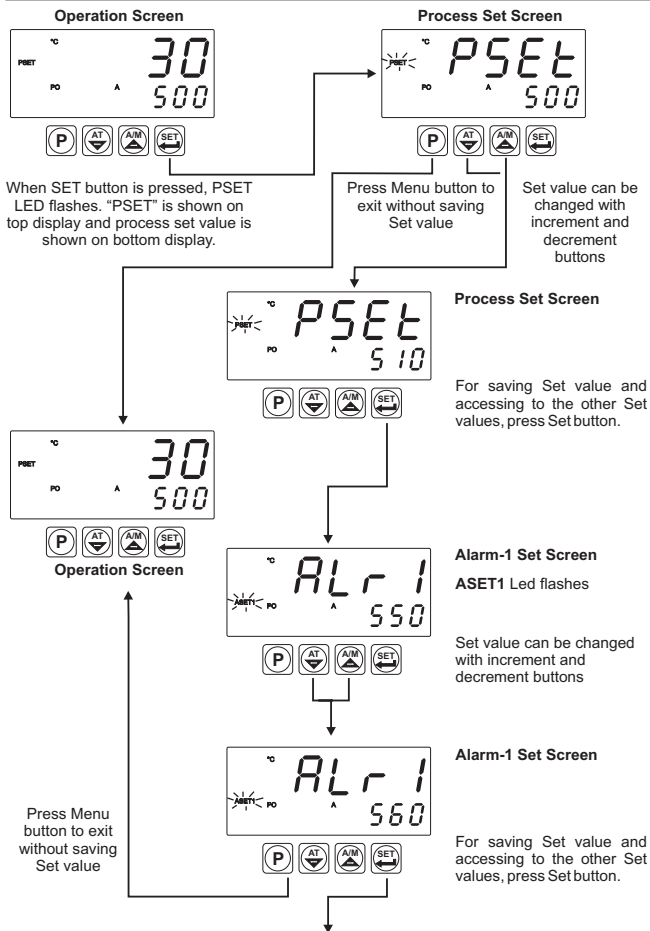 Operation Screen
°C
PSET
30
PO
A
500
P
AT
A/M
SET
When SET button is pressed, PSET
LED flashes. “PSET” is shown on
top display and process set value is
shown on bottom display.
Process Set Screen
°C
PSET
PSEt
PO
A
500
P
AT
A/M
SET
Press Menu button to
exit without saving
Set value
Set value can be
changed with
increment and
decrement
buttons
°C
PSET
PSEt
PO
A
510
P
AT
A/M
SET
Process Set Screen
For saving Set value and
accessing to the other Set
values, press Set button.
°C
PSET
30
PO
A
500
P
AT
A/M
SET
Operation Screen
°C
ALr 1
ASET1
PO
A
550
P
AT
A/M
SET
Alarm-1 Set Screen
ASET1 Led flashes
Set value can be changed
with increment and
decrement buttons
°C
ALr 1
ASET1
PO
A
560
P
AT
A/M
SET
Alarm-1 Set Screen
Press Menu
button to exit
without saving
Set value
For saving Set value and
accessing to the other Set
values, press Set button.